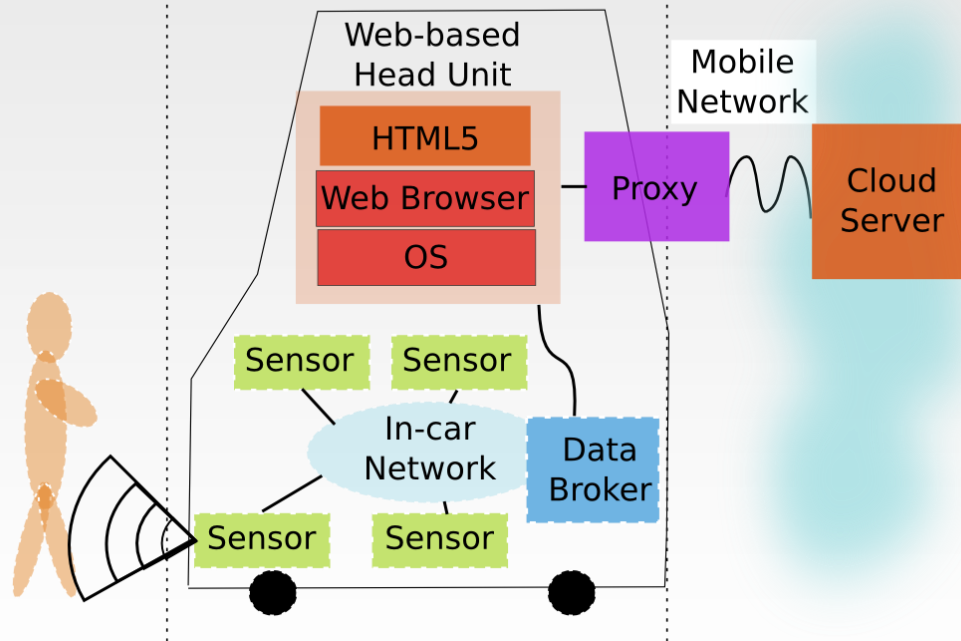 Web-based
Head Unit
Mobile
Network
HTML5
Web Browser
OS
Proxy
Cloud
Server
Sensor
Sensor
In-car
Network
Data
Broker
Sensor
Sensor